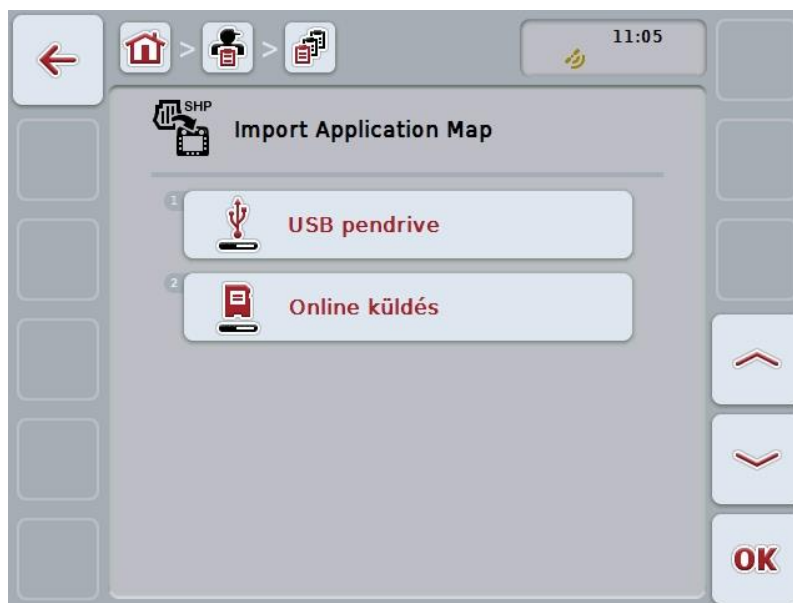 11:05
SHP
Import Application Map
1
USB pendrive
2
Online küldés
OK